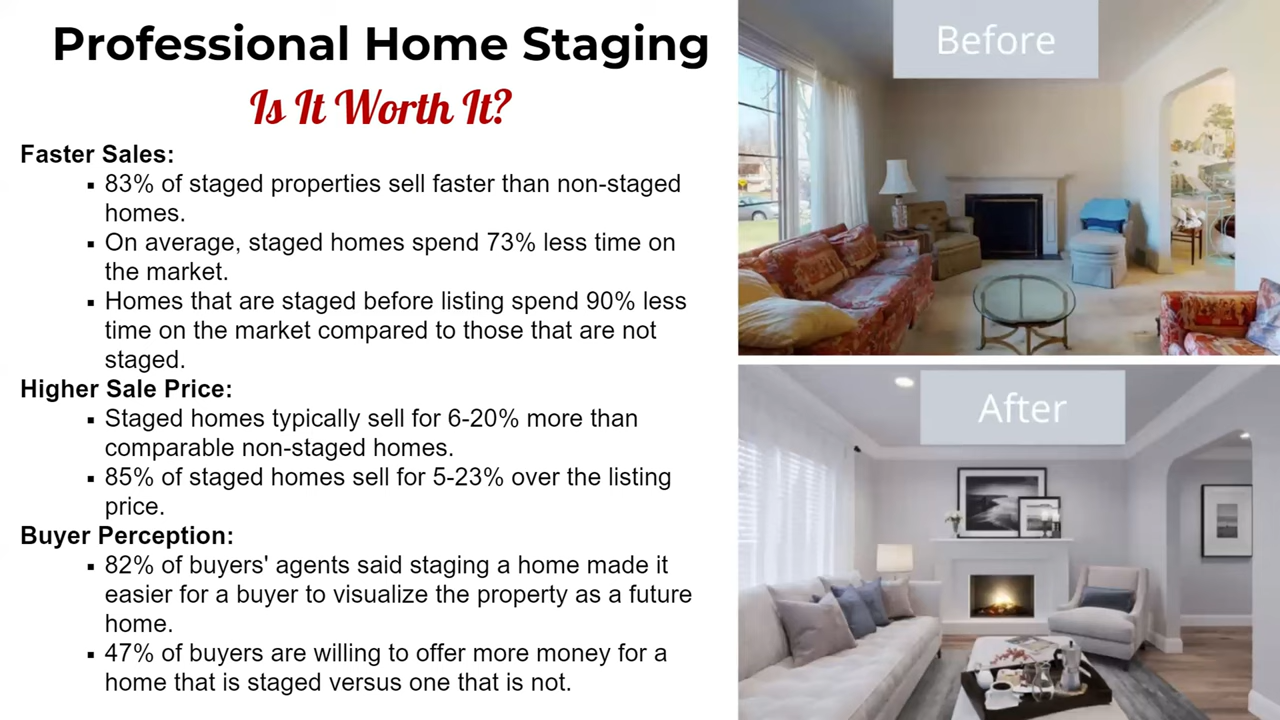 Professional Home Staging
Is It Worth It?
Faster Sales:
▪ 83% of staged properties sell faster than non-staged
homes.
▪ On average, staged homes spend 73% less time on
the market.
▪ Homes that are staged before listing spend 90% less
time on the market compared to those that are not
staged.
Higher Sale Price:
▪ Staged homes typically sell for 6-20% more than
comparable non-staged homes.
▪ 85% of staged homes sell for 5-23% over the listing
price.
Buyer Perception:
▪ 82% of buyers' agents said staging a home made it
easier for a buyer to visualize the property as a future
home.
▪ 47% of buyers are willing to offer more money for a
home that is staged versus one that is not.
Before
After